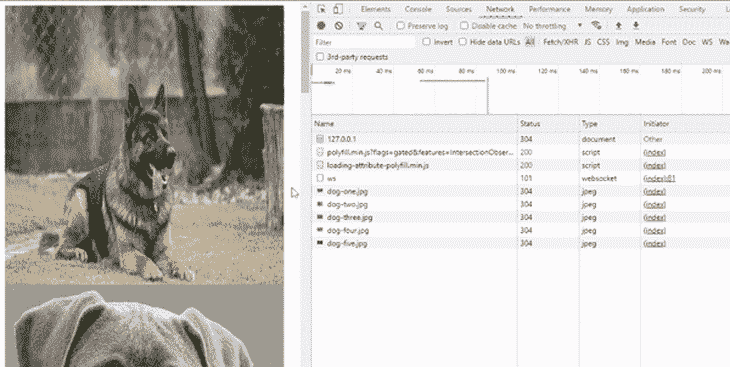 Elements Console Sources Network Performance Memory Application Security
Preserve log Disable cache No throttling
Filter Invert Hide data URLs All Fetch/XHR JS CSS Img Media Font Doc WS Wa
3rd-party requests
20 ms 40 ms 60 ms 80 ms 100 ms 120 ms 140 ms 160 ms 180 ms 200 ms
Name Status Type Initiator
127.0.0.1 304 document Other
polyfill.min.js?flags=gated&features=IntersectionObser... 200 script (index)
loading-attribute-polyfill.min.js 200 script (index)
ws 101 websocket (index):81
dog-one.jpg 304 jpeg (index)
dog-two.jpg 304 jpeg (index)
dog-three.jpg 304 jpeg (index)
dog-four.jpg 304 jpeg (index)
dog-five.jpg 304 jpeg (index)